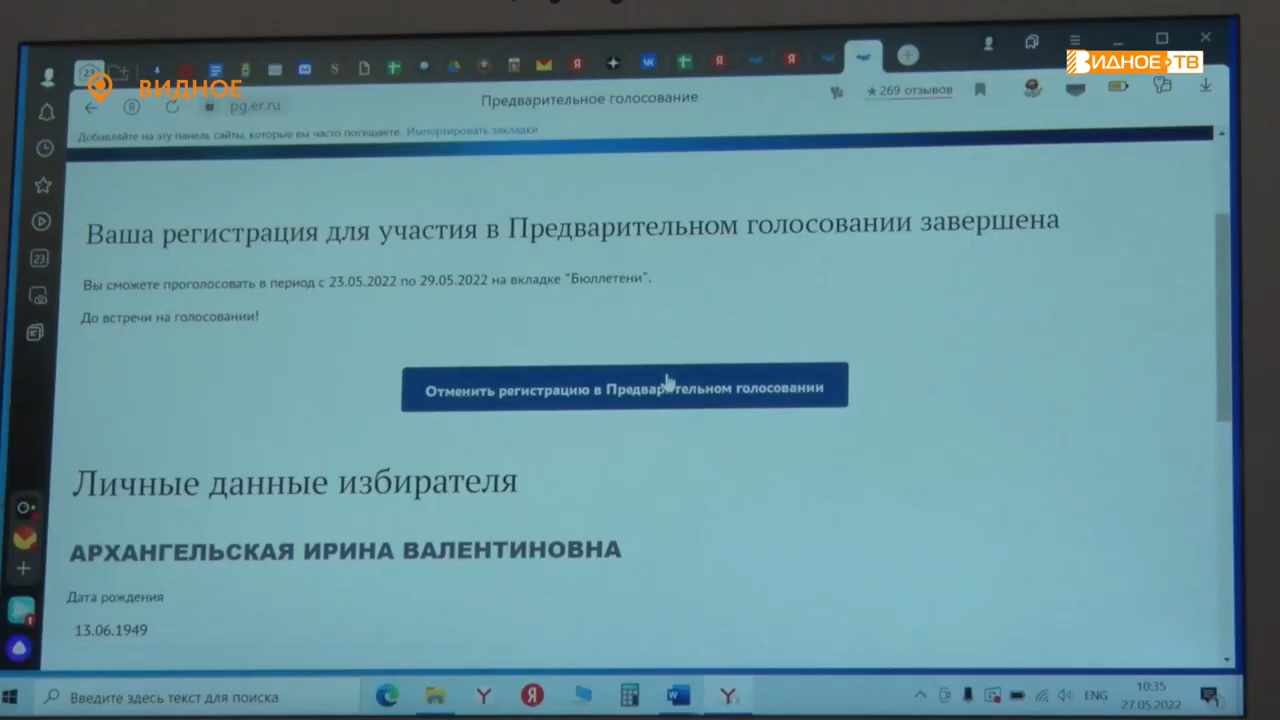 ВИДНОЕ
ВИДНОЕ-ТВ
pg.er.ru
Предварительное голосование
269 отзывов
Добавляйте на эту панель сайты, которые вы часто посещаете. Импортировать закладки
Ваша регистрация для участия в Предварительном голосовании завершена
Вы сможете проголосовать в период с 23.05.2022 по 29.05.2022 на вкладке "Бюллетени".
До встречи на голосовании!
Отменить регистрацию в Предварительном голосовании
Личные данные избирателя
АРХАНГЕЛЬСКАЯ ИРИНА ВАЛЕНТИНОВНА
Дата рождения
13.06.1949
Введите здесь текст для поиска
ENG
10:35
27.05.2022